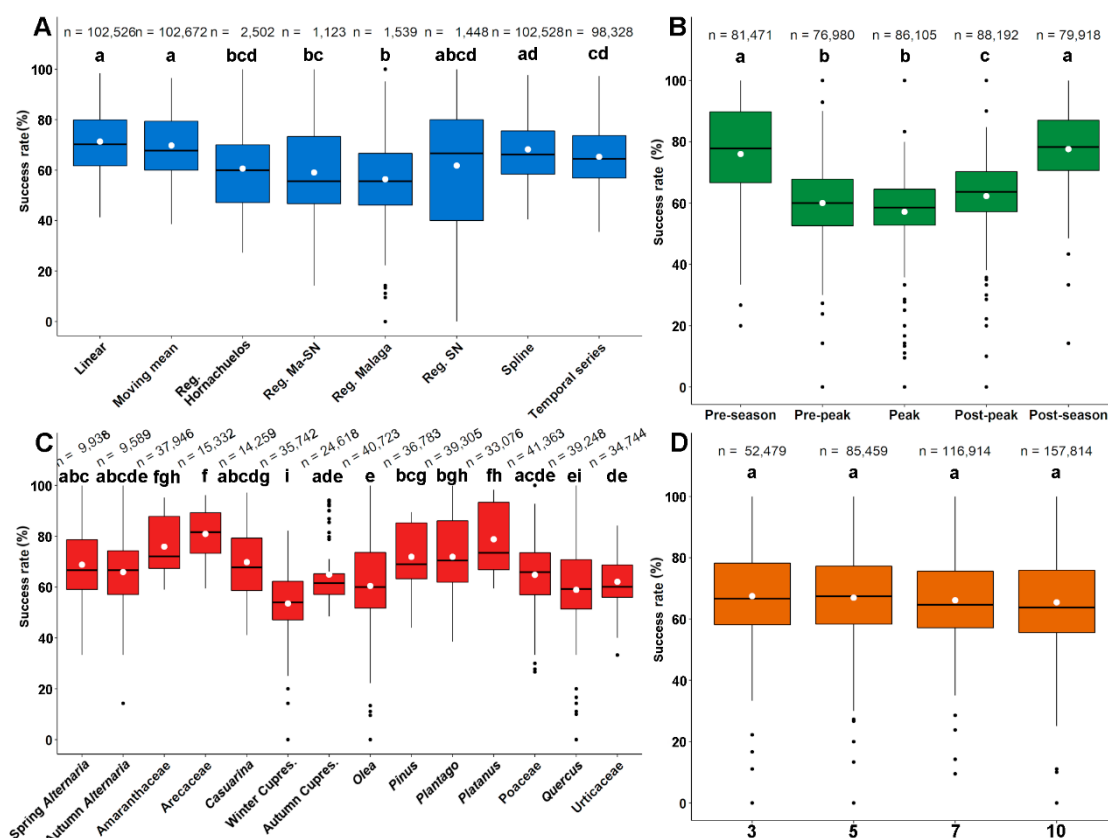 A
n = 102,526 n = 102,672 n = 2,502 n = 1,123 n = 1,539 n = 1,448 n = 102,528 n = 98,328
a a bcd bc b abcd ad cd
Success rate(%)
100
80
60
40
20
0
Linear
Moving mean
Reg. Hornachuelos
Reg. Ma-SN
Reg. Malaga
Reg. SN
Spline
Temporal series
B
n = 81,471 n = 76,980 n = 86,105 n = 88,192 n = 79,918
a b b c a
Success rate (%)
100
80
60
40
20
0
Pre-season Pre-peak Peak Post-peak Post-season
C
n = 9,938 n = 9,589 n = 37,946 n = 15,332 n = 14,259 n = 35,742 n = 24,618 n = 40,723 n = 36,783 n = 39,305 n = 33,076 n = 41,363 n = 39,248 n = 34,744
abc abcde fgh f abcdg i ade e bcg bgh fh acde ei de
Success rate (%)
100
80
60
40
20
0
Spring Alternaria
Autumn Alternaria
Amaranthaceae
Arecaceae
Casuarina
Winter Cupres.
Autumn Cupres.
Olea
Pinus
Plantago
Platanus
Poaceae
Quercus
Urticaceae
D
n = 52,479 n = 85,459 n = 116,914 n = 157,814
a a a a
Success rate (%)
100
80
60
40
20
0
3 5 7 10